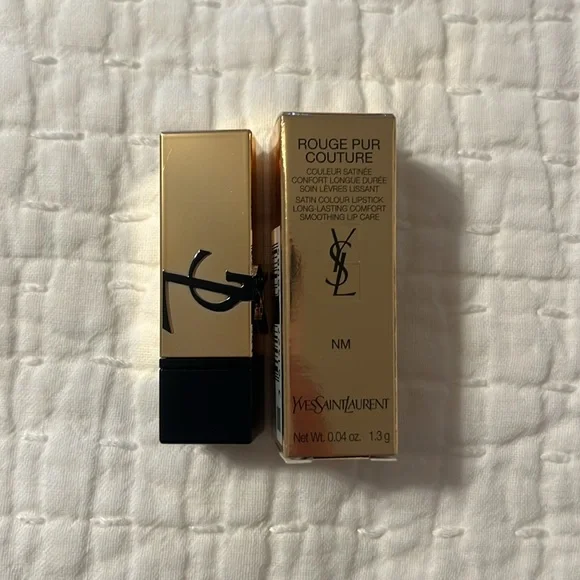 ROUGE PUR
COUTURE
COULEUR SATINÉE
CONFORT LONGUE DURÉE
SOIN LÈVRES LISSANT
SATIN COLOUR LIPSTICK
LONG-LASTING COMFORT
SMOOTHING LIP CARE
YSL
NM
YVESSAINTLAURENT
Net Wt. 0.04 oz. 1.3 g
YSL